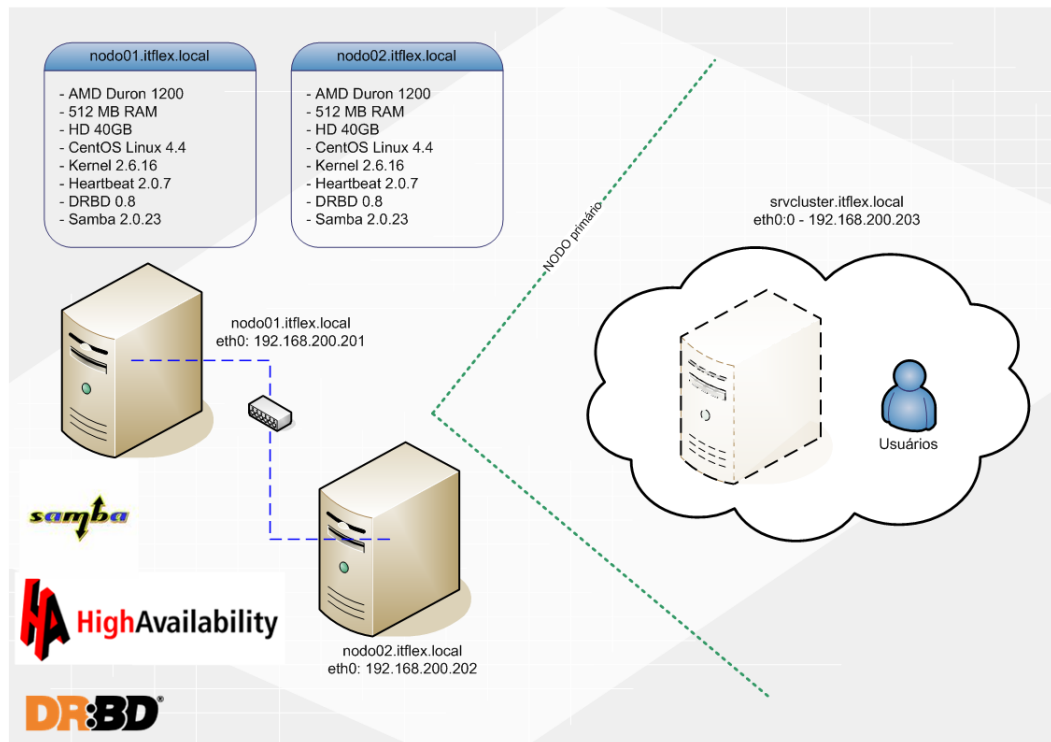 nodo01.itflex.local
- AMD Duron 1200
- 512 MB RAM
- HD 40GB
- CentOS Linux 4.4
- Kernel 2.6.16
- Heartbeat 2.0.7
- DRBD 0.8
- Samba 2.0.23
nodo02.itflex.local
- AMD Duron 1200
- 512 MB RAM
- HD 40GB
- CentOS Linux 4.4
- Kernel 2.6.16
- Heartbeat 2.0.7
- DRBD 0.8
- Samba 2.0.23
NODO primário
srvcluster.itflex.local
eth0:0 - 192.168.200.203
nodo01.itflex.local
eth0: 192.168.200.201
Usuários
samba
HA HighAvailability
nodo02.itflex.local
eth0: 192.168.200.202
DR:BD®